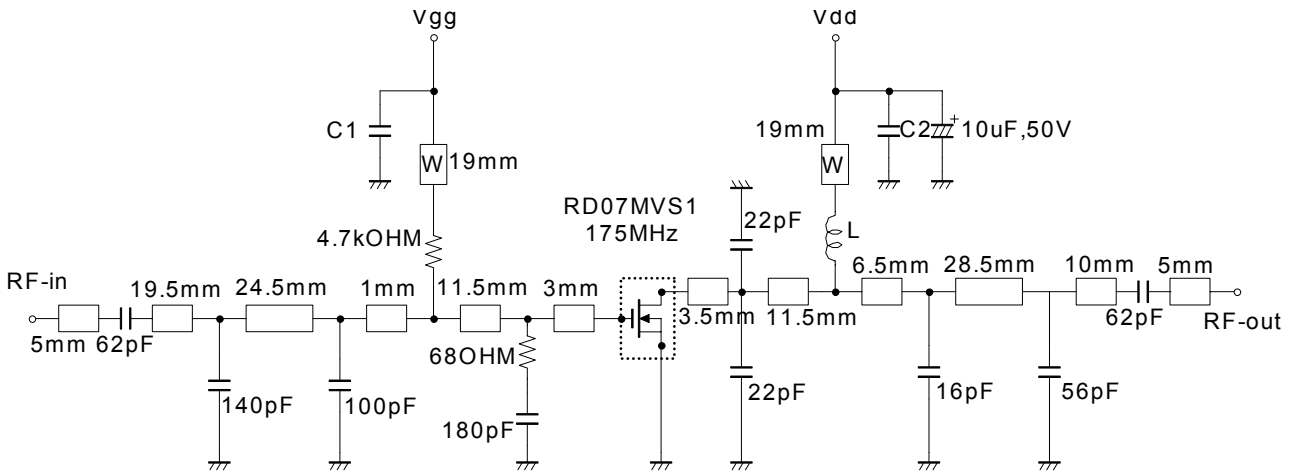 Vgg
Vdd
C1
W 19mm
19mm W
C2
+
10uF,50V
RD07MVS1
175MHz
22pF
4.7kOHM
L
RF-in
19.5mm
24.5mm
1mm
11.5mm
3mm
6.5mm
28.5mm
10mm
5mm
5mm
62pF
3.5mm
11.5mm
62pF
RF-out
68OHM
140pF
100pF
180pF
22pF
16pF
56pF